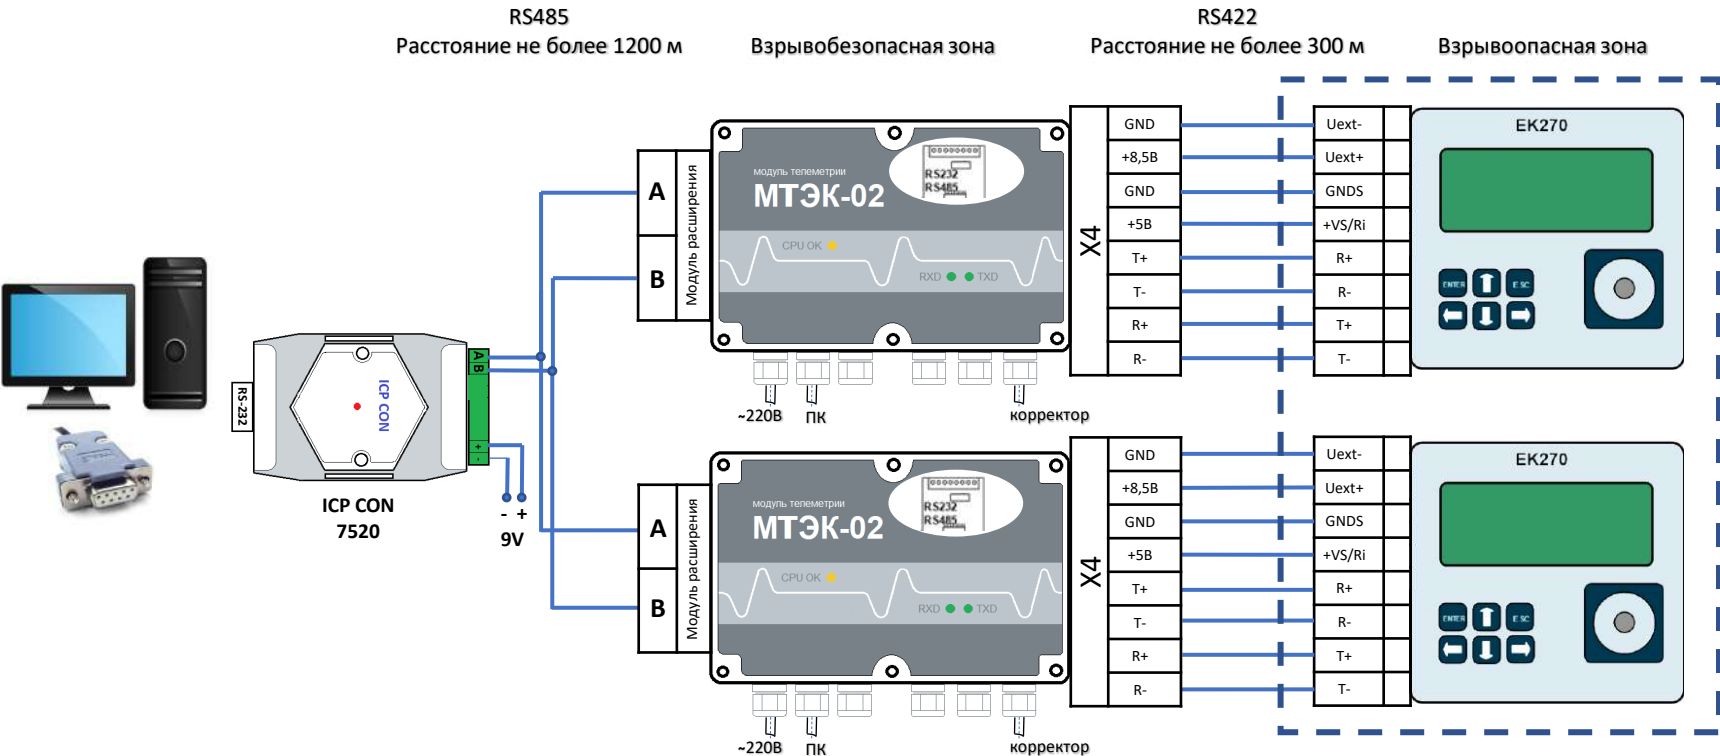 RS485
Расстояние не более 1200 м
Взрывобезопасная зона
RS422
Расстояние не более 300 м
Взрывоопасная зона
A
B
Модуль расширения
модуль телеметрии
МТЭК-02
RS232
RS485
CPU OK
RXD
TXD
~220В
ПК
корректор
X4
GND
+8,5В
GND
+5В
T+
T-
R+
R-
Uext-
Uext+
GNDS
+VS/Ri
R+
R-
T+
T-
EK270
ENTER
ESC
RS-232
ICP CON
A
B
+
-
ICP CON
7520
- +
9V
A
B
Модуль расширения
модуль телеметрии
МТЭК-02
RS232
RS485
CPU OK
RXD
TXD
~220В
ПК
корректор
X4
GND
+8,5В
GND
+5В
T+
T-
R+
R-
Uext-
Uext+
GNDS
+VS/Ri
R+
R-
T+
T-
EK270
ENTER
ESC